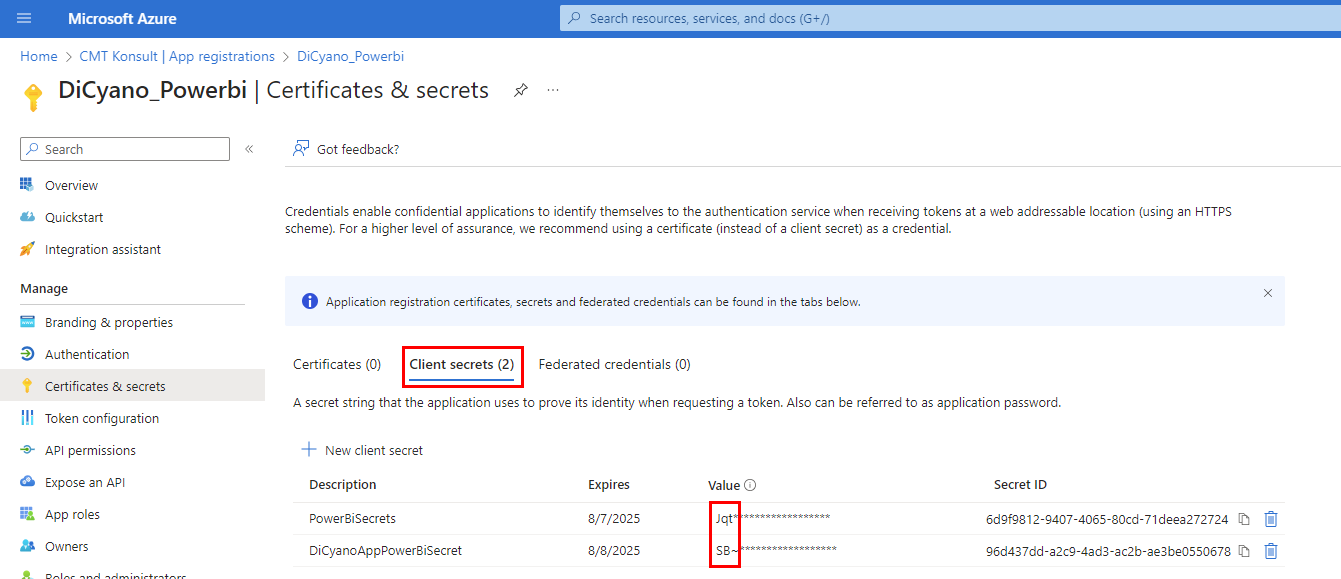 Microsoft Azure
Search resources, services, and docs (G+/)
Home > CMT Konsult | App registrations > DiCyano_Powerbi
DiCyano_Powerbi | Certificates & secrets
Search
Overview
Quickstart
Integration assistant
Manage
Branding & properties
Authentication
Certificates & secrets
Token configuration
API permissions
Expose an API
App roles
Owners
Roles and administrators
Got feedback?
Credentials enable confidential applications to identify themselves to the authentication service when receiving tokens at a web addressable location (using an HTTPS
scheme). For a higher level of assurance, we recommend using a certificate (instead of a client secret) as a credential.
Application registration certificates, secrets and federated credentials can be found in the tabs below.
Certificates (0) Client secrets (2) Federated credentials (0)
A secret string that the application uses to prove its identity when requesting a token. Also can be referred to as application password.
New client secret
Description Expires Value Secret ID
PowerBiSecrets 8/7/2025 Jqt****************** 6d9f9812-9407-4065-80cd-71deea272724
DiCyanoAppPowerBiSecret 8/8/2025 SB~****************** 96d437dd-a2c9-4ad3-ac2b-ae3be0550678